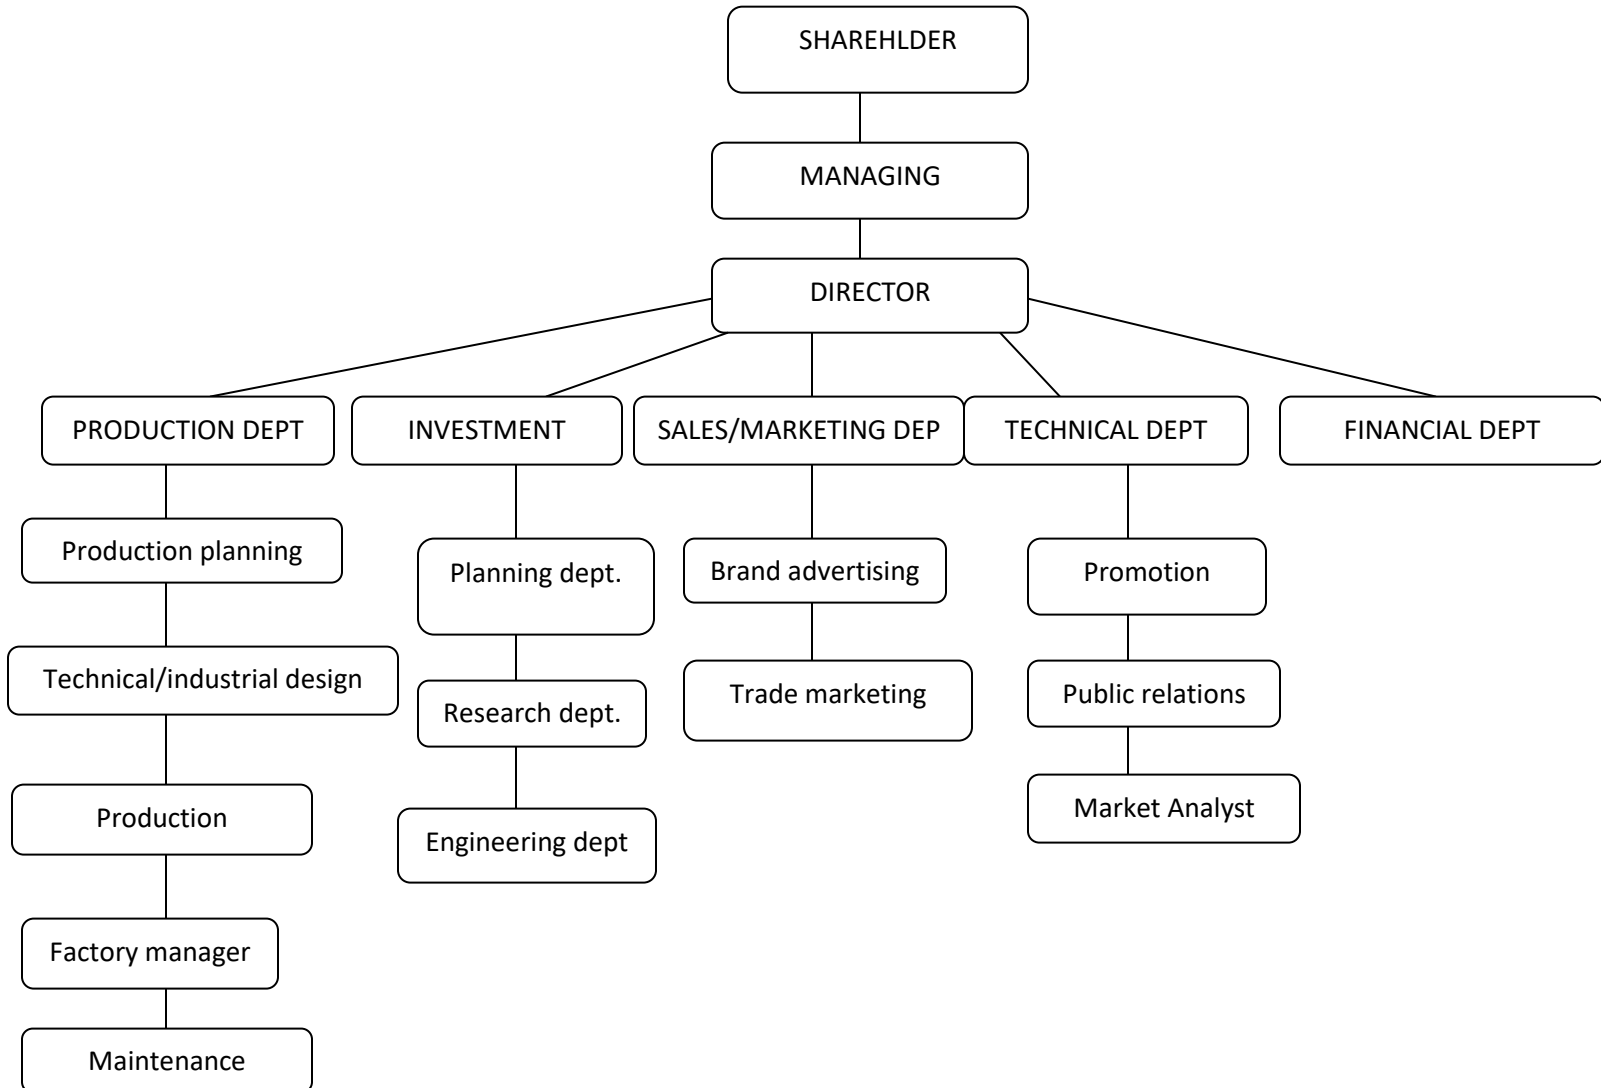 SHAREHLDER
MANAGING
DIRECTOR
PRODUCTION DEPT
INVESTMENT
SALES/MARKETING DEP
TECHNICAL DEPT
FINANCIAL DEPT
Production planning
Planning dept.
Brand advertising
Promotion
Technical/industrial design
Research dept.
Trade marketing
Public relations
Production
Engineering dept
Market Analyst
Factory manager
Maintenance